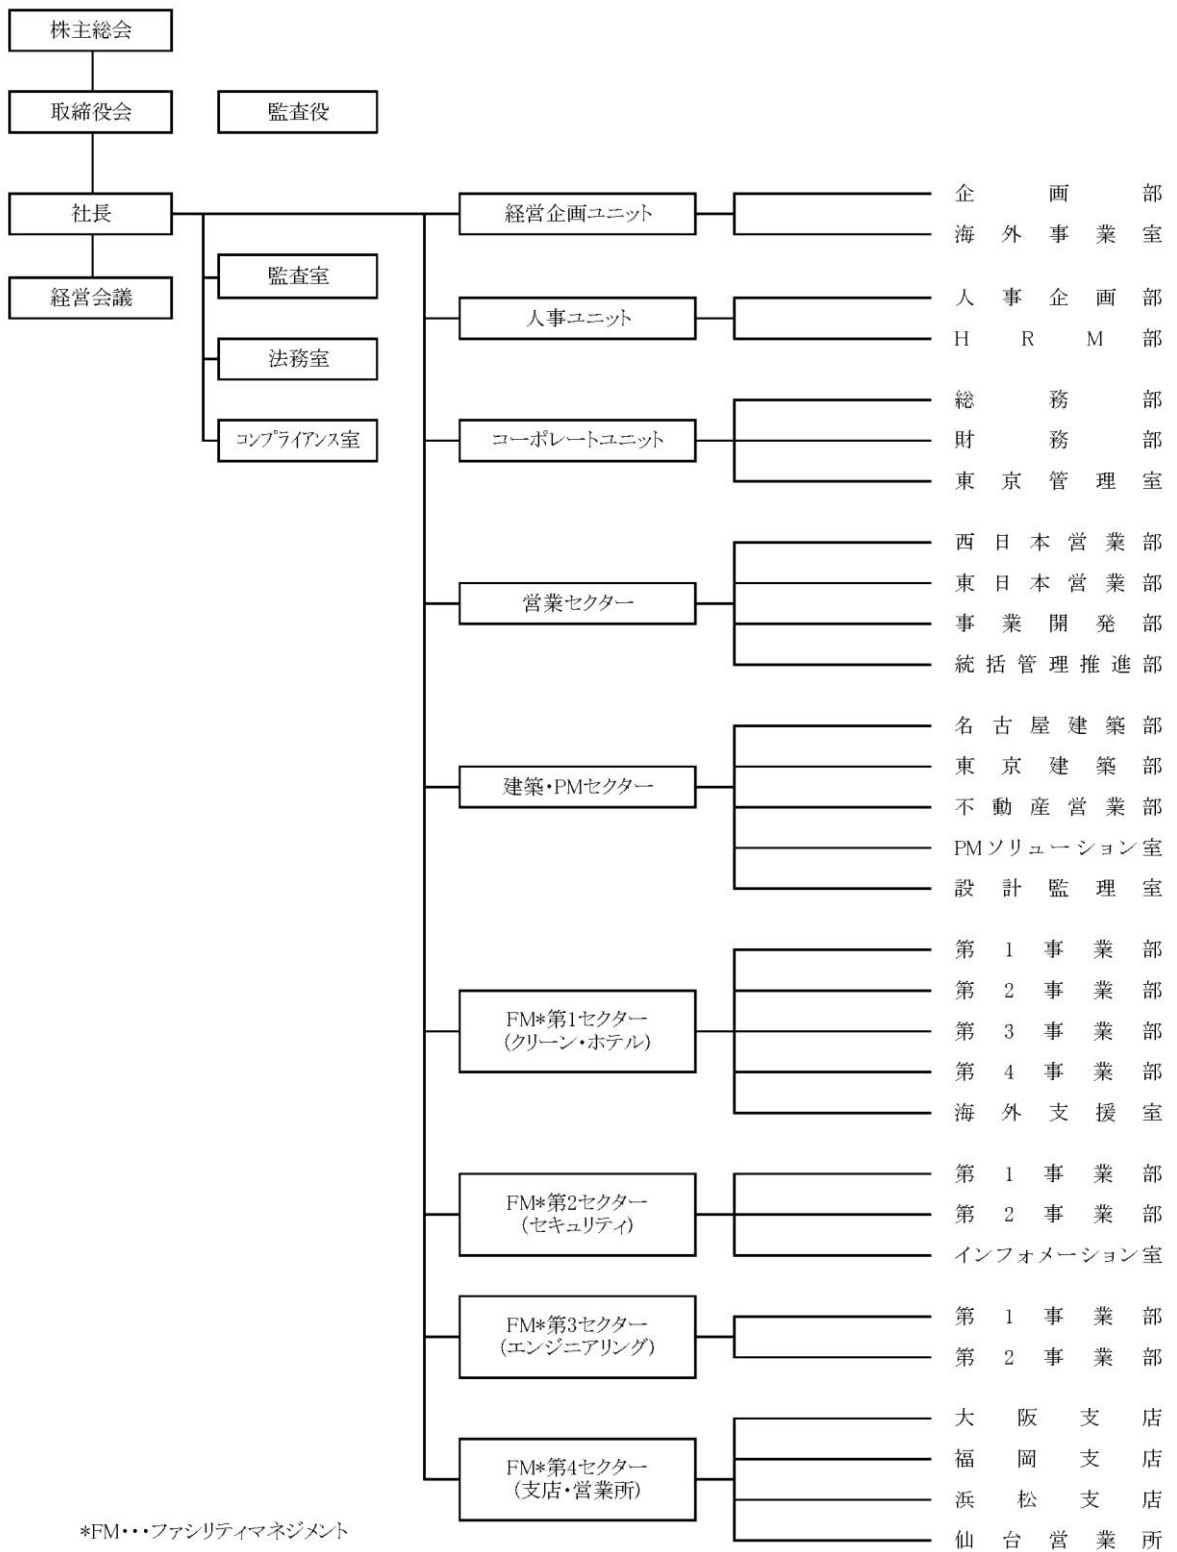 株主総会
取締役会
監査役
社長
経営会議
監査室
法務室
コンプライアンス室
経営企画ユニット
企画部
海外事業室
人事ユニット
人事企画部
HRM部
コーポレートユニット
総務部
財務部
東京管理室
営業セクター
西日本営業部
東日本営業部
事業開発部
統括管理推進部
建築・PMセクター
名古屋建築部
東京建築部
不動産営業部
PMソリューション室
設計監理室
FM*第1セクター
(クリーン・ホテル)
第1事業部
第2事業部
第3事業部
第4事業部
海外支援室
FM*第2セクター
(セキュリティ)
第1事業部
第2事業部
インフォメーション室
FM*第3セクター
(エンジニアリング)
第1事業部
第2事業部
FM*第4セクター
(支店・営業所)
大阪支店
福岡支店
浜松支店
仙台営業所
*FM・・・ファシリティマネジメント